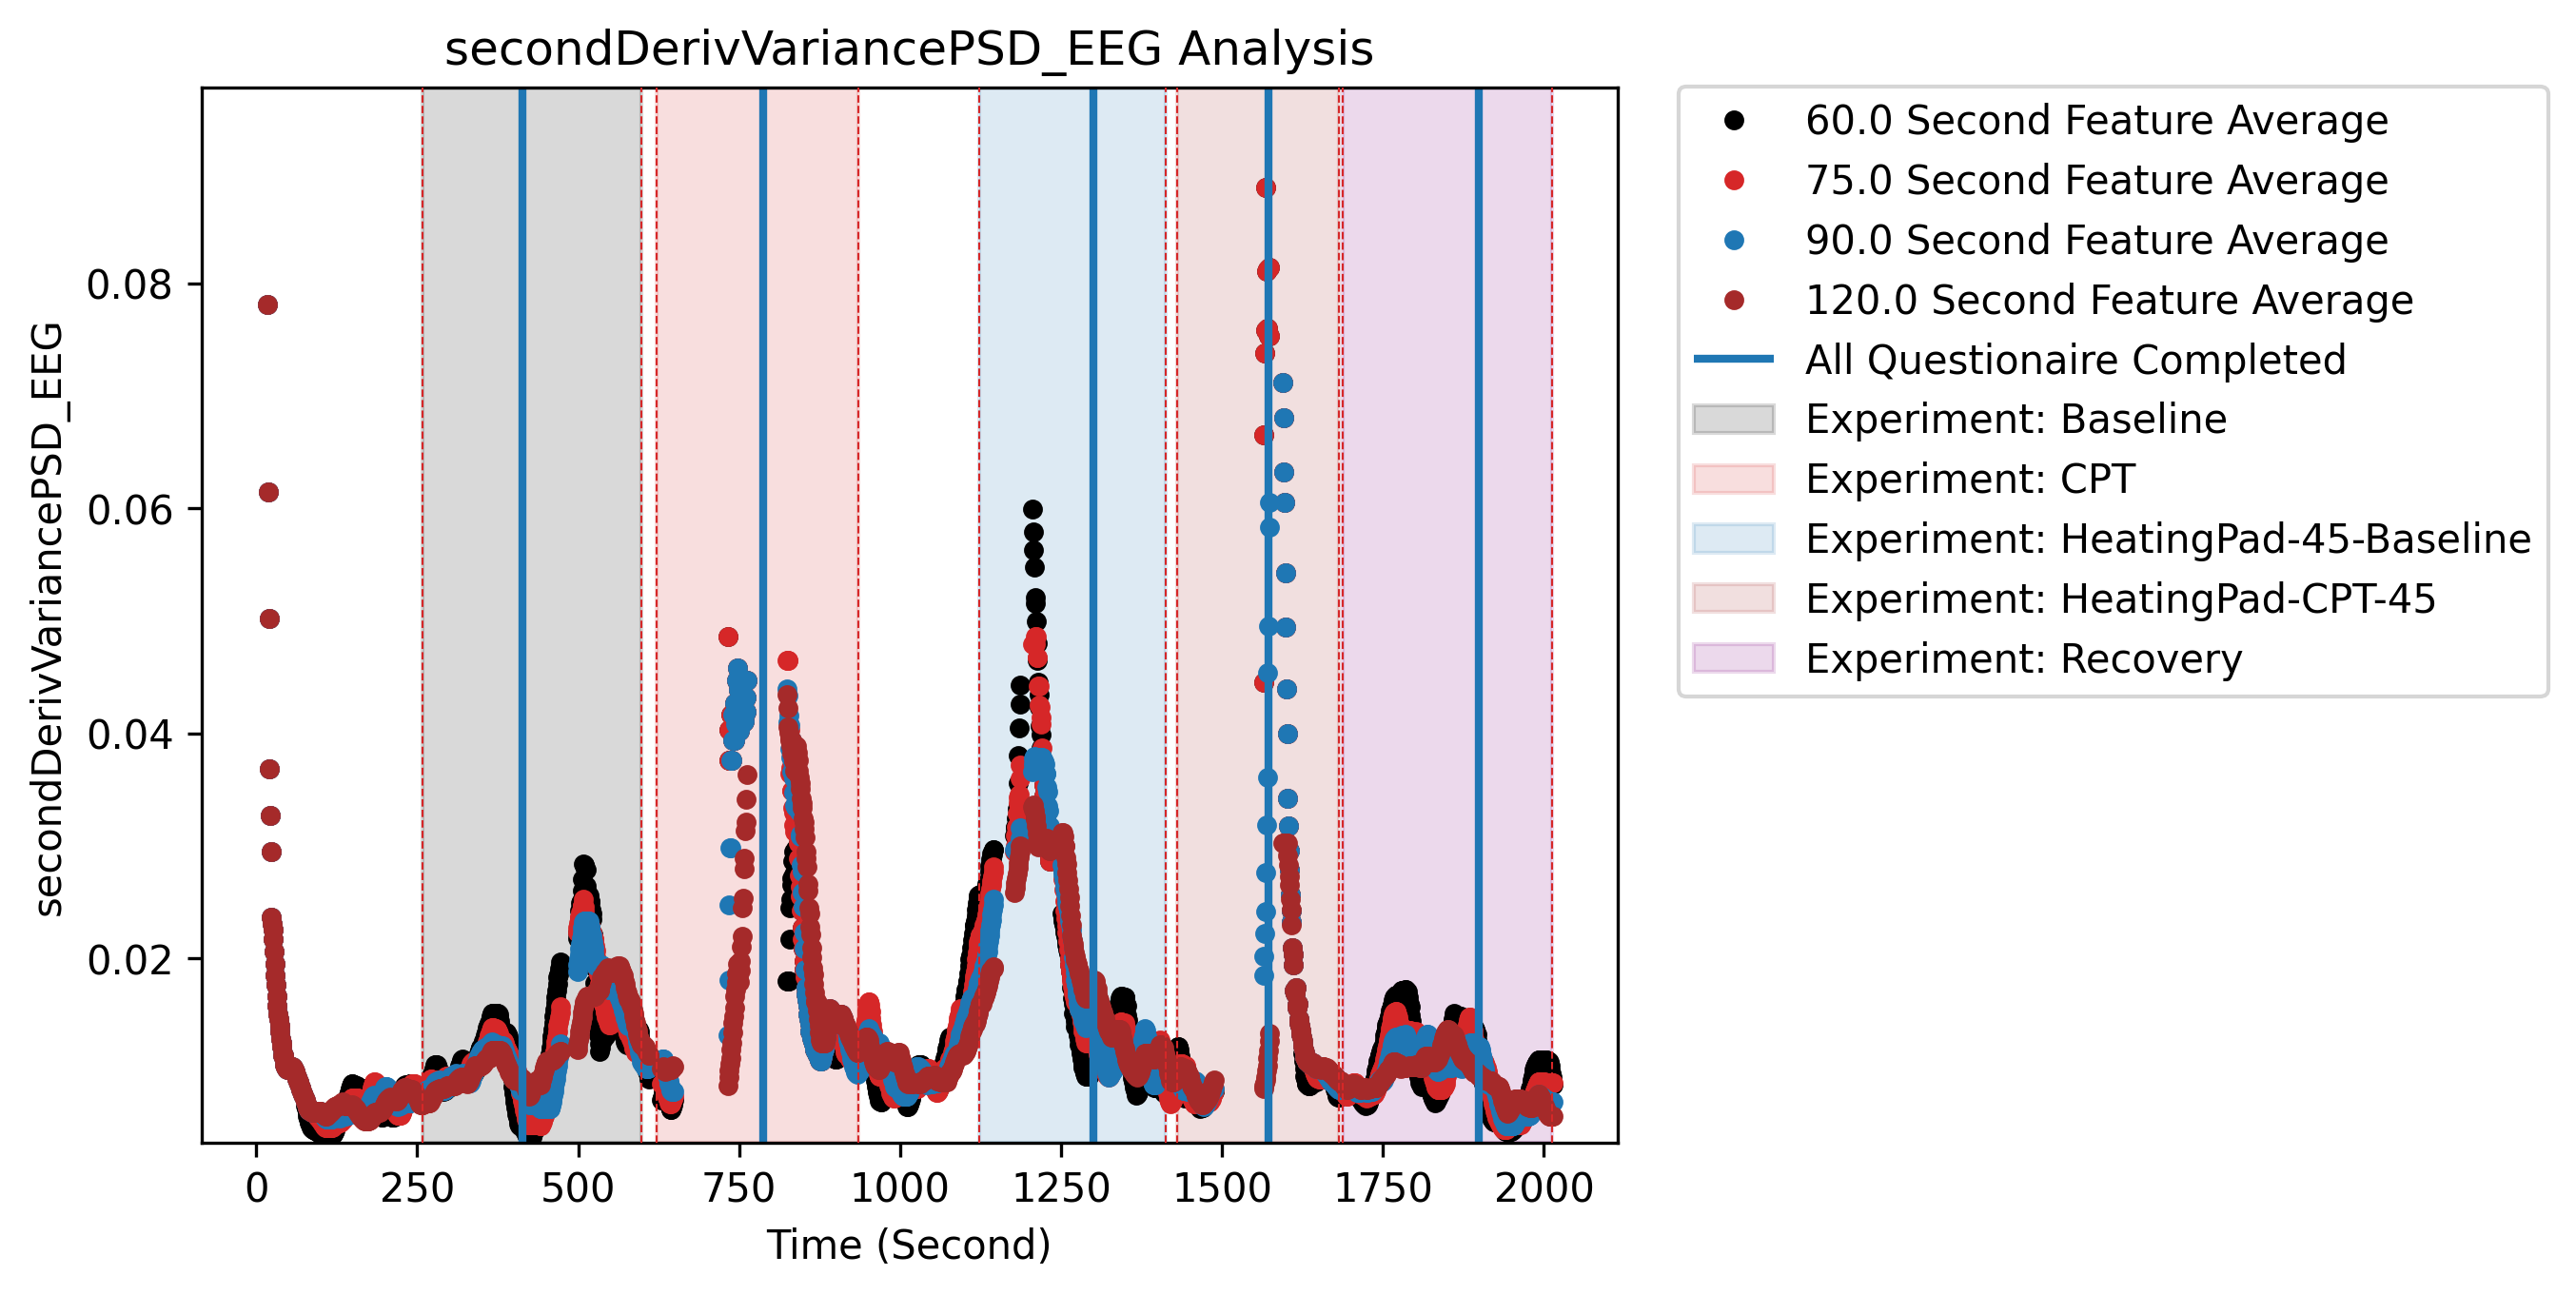 secondDerivVariancePSD_EEG Analysis
secondDerivVariancePSD_EEG
0.08
0.06
0.04
0.02
0 250 500 750 1000 1250 1500 1750 2000
Time (Second)
60.0 Second Feature Average
75.0 Second Feature Average
90.0 Second Feature Average
120.0 Second Feature Average
All Questionaire Completed
Experiment: Baseline
Experiment: CPT
Experiment: HeatingPad-45-Baseline
Experiment: HeatingPad-CPT-45
Experiment: Recovery